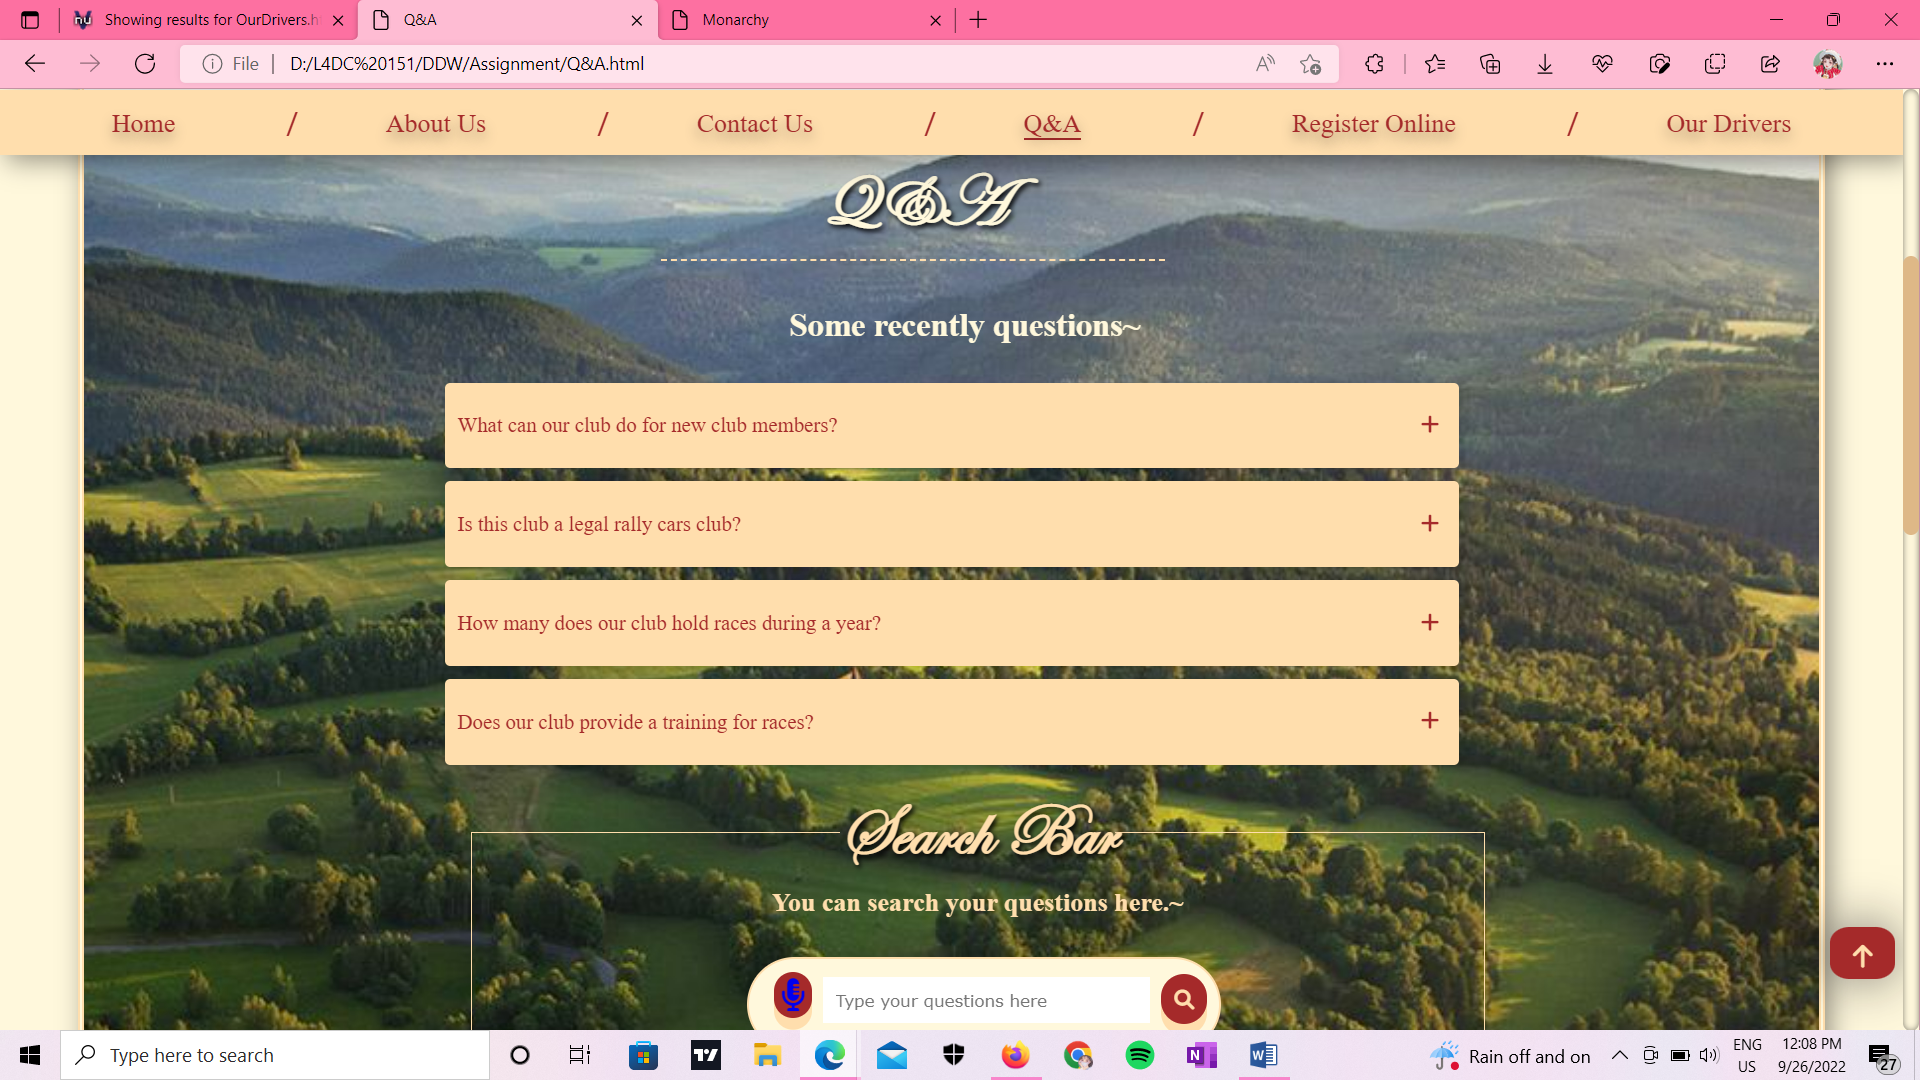 Showing results for OurDrivers.h
Q&A
Monarchy
File
D:/L4DC%20151/DDW/Assignment/Q&A.html
Home / About Us / Contact Us / Q&A / Register Online / Our Drivers
Q&A
Some recently questions~
What can our club do for new club members?
Is this club a legal rally cars club?
How many does our club hold races during a year?
Does our club provide a training for races?
Search Bar
You can search your questions here.~
Type your questions here
Type here to search
Rain off and on
ENG
US
12:08 PM
9/26/2022
27